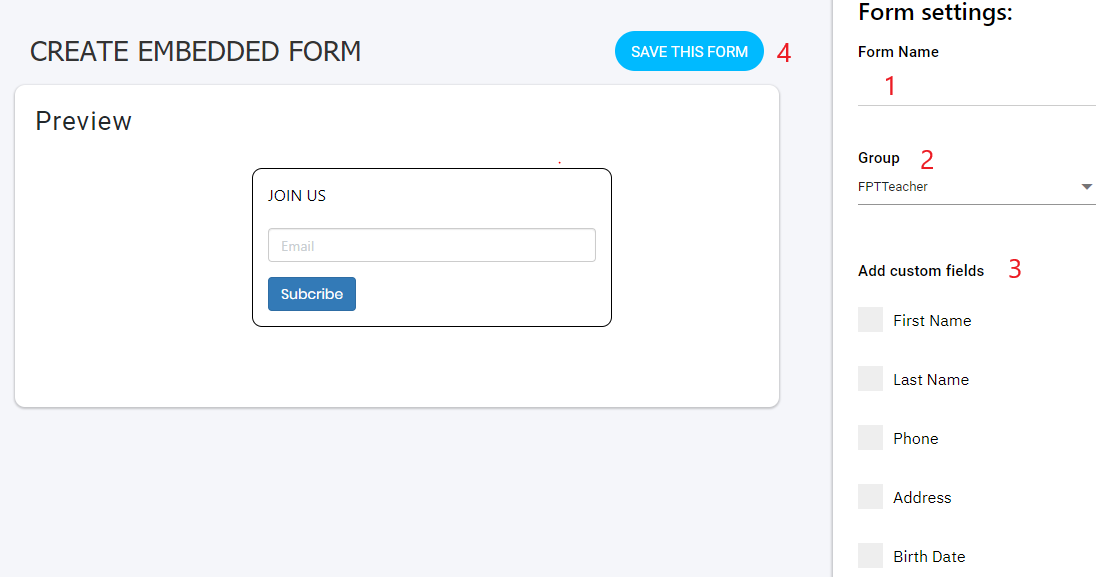 CREATE EMBEDDED FORM
SAVE THIS FORM 4
Preview
JOIN US
Email
Subcribe
Form settings:
Form Name
1
Group 2
FPTTeacher
Add custom fields 3
First Name
Last Name
Phone
Address
Birth Date